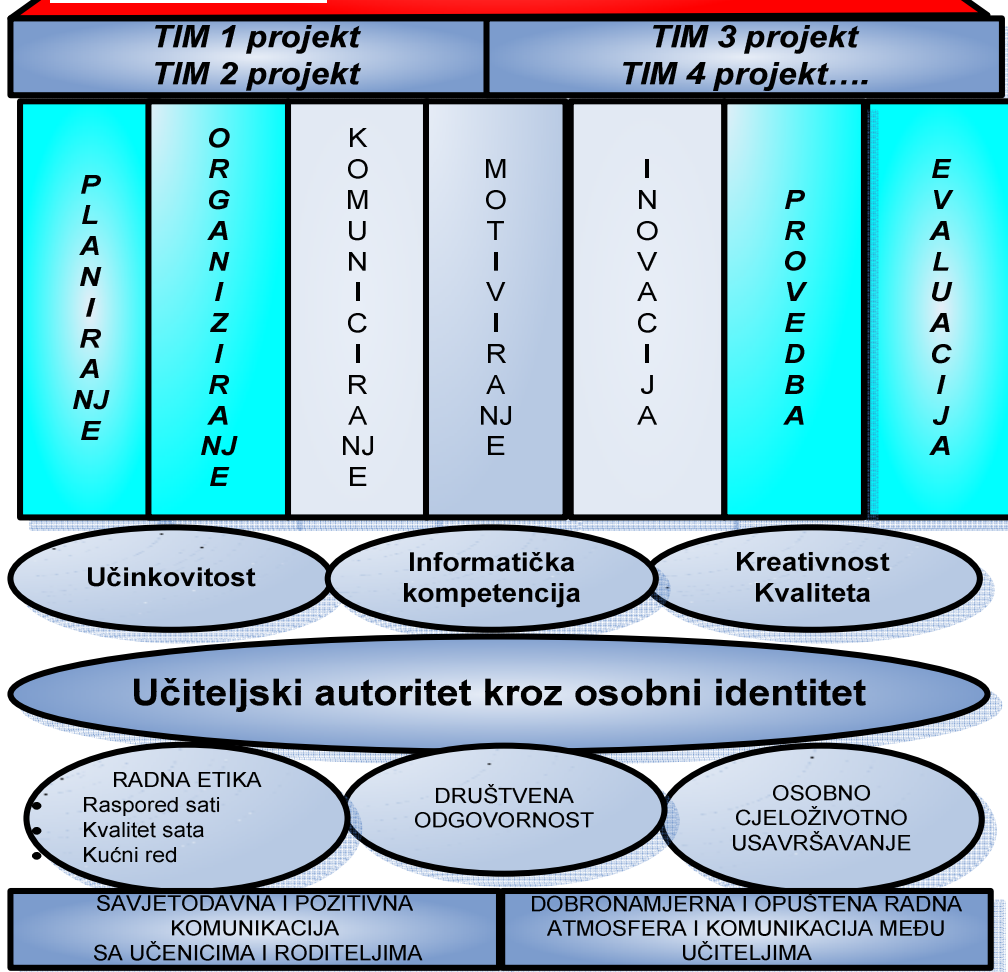 TIM 1 projekt
TIM 2 projekt
TIM 3 projekt
TIM 4 projekt….
PLANIRANJE
ORGANIZIRANJE
KOMUNICIRANJE
MOTIVIRANJE
INOVACIJA
PROVEDBA
EVALUACIJA
Učinkovitost
Informatička
kompetencija
Kreativnost
Kvaliteta
Učiteljski autoritet kroz osobni identitet
RADNA ETIKA
• Raspored sati
• Kvalitet sata
• Kućni red
DRUŠTVENA
ODGOVORNOST
OSOBNO
CJELOŽIVOTNO
USAVRŠAVANJE
SAVJETODAVNA I POZITIVNA
KOMUNIKACIJA
SA UČENICIMA I RODITELJIMA
DOBRONAMJERNA I OPUŠTENA RADNA
ATMOSFERA I KOMUNIKACIJA MEĐU
UČITELJIMA